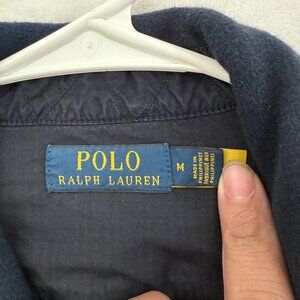 POLO
RALPH LAUREN
M
MADE IN
PHILIPPINES
FABRIQUÉ AUX
PHILIPPINES